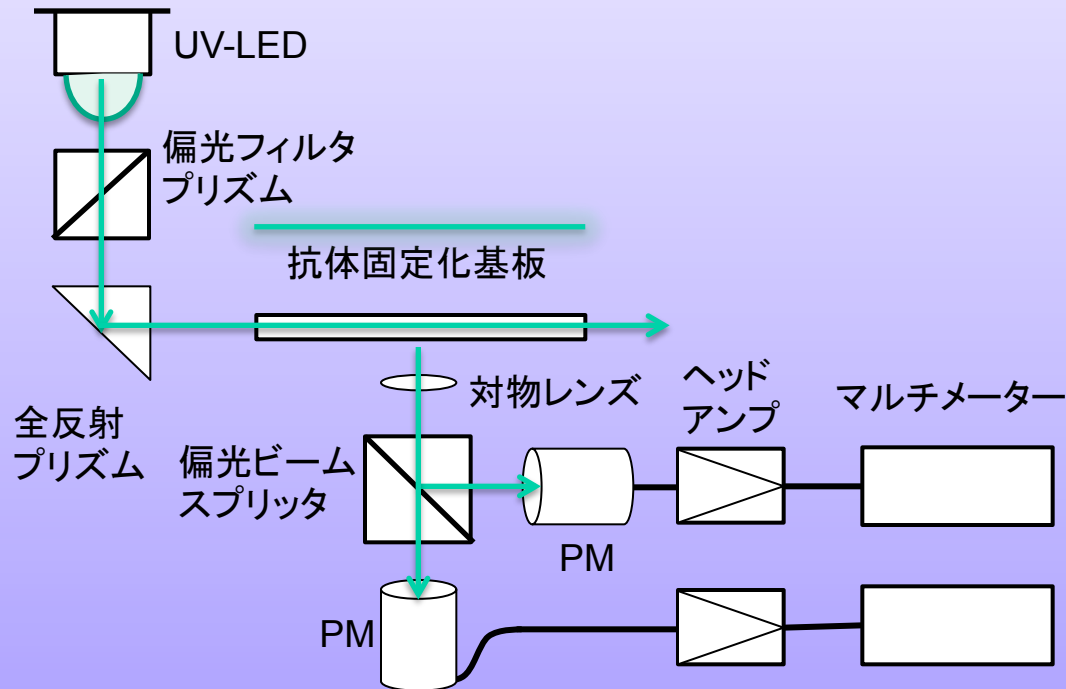 UV-LED
偏光フィルタ
プリズム
抗体固定化基板
対物レンズ
ヘッド
アンプ
マルチメーター
全反射
プリズム
偏光ビーム
スプリッタ
PM
PM